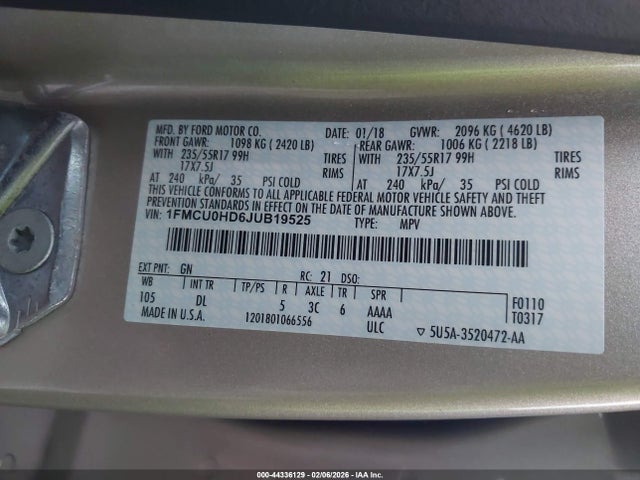 MFD. BY FORD MOTOR CO. DATE: 01/18 GVWR: 2096 KG ( 4620 LB)
FRONT GAWR: 1098 KG ( 2420 LB) REAR GAWR: 1006 KG ( 2218 LB)
WITH 235/55R17 99H TIRES WITH 235/55R17 99H TIRES
17X7.5J RIMS 17X7.5J RIMS
AT 240 kPa/ 35 PSI COLD AT 240 kPa/ 35 PSI COLD
THIS VEHICLE CONFORMS TO ALL APPLICABLE FEDERAL MOTOR VEHICLE SAFETY AND THEFT
PREVENTION STANDARDS IN EFFECT ON THE DATE OF MANUFACTURE SHOWN ABOVE.
VIN: 1FMCU0HD6JUB19525 TYPE: MPV
EXT PNT: GN RC: 21 DSO:
WB INT TR TP/PS R AXLE TR SPR F0110
105 DL 5 3C 6 AAAA T0317
MADE IN U.S.A. 1201801066556 ULC ▽ 5U5A-3520472-AA
000-44336129 - 02/06/2026 - IAA Inc.